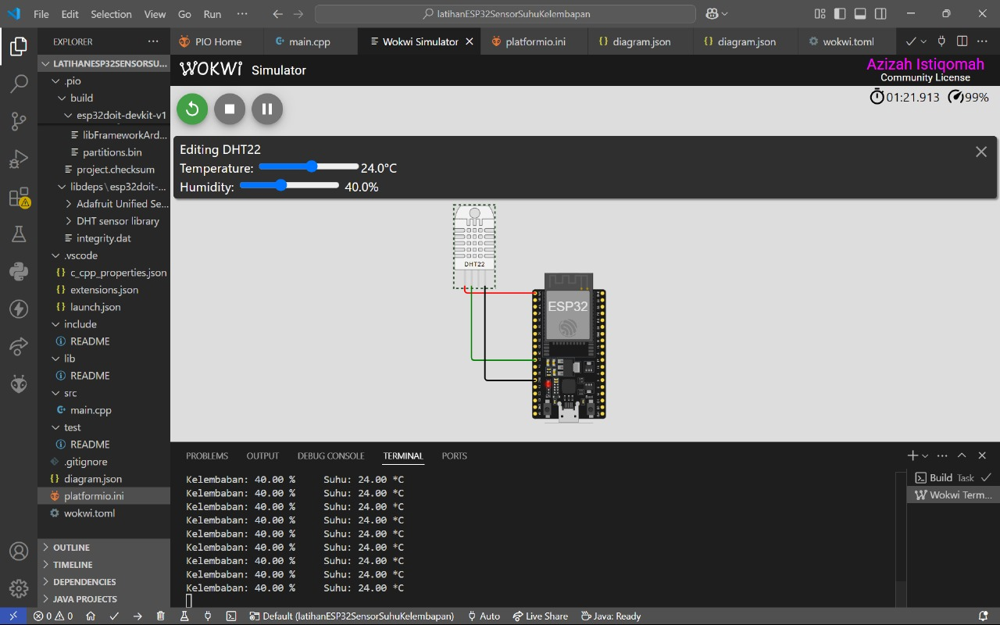 File Edit Selection View Go Run ··· latihanESP32SensorSuhuKelembapan
EXPLORER ···
LATIHANESP32SENSORSU...
.pio
build
esp32doit-devkit-v1
libFrameworkArd...
partitions.bin
project.checksum
libdeps\esp32doit-...
Adafruit Unified Se...
DHT sensor library
integrity.dat
.vscode
c_cpp_properties.json
extensions.json
launch.json
include
README
lib
README
src
main.cpp
test
README
.gitignore
diagram.json
platformio.ini
wokwi.toml
OUTLINE
TIMELINE
DEPENDENCIES
JAVA PROJECTS
PIO Home main.cpp Wokwi Simulator platformio.ini diagram.json diagram.json wokwi.toml
WOKWi Simulator
Azizah Istiqomah
Community License
01:21.913 99%
Editing DHT22
Temperature: 24.0°C
Humidity: 40.0%
DHT22
ESP32
PROBLEMS OUTPUT DEBUG CONSOLE TERMINAL PORTS
Kelembaban: 40.00 % Suhu: 24.00 *C
Kelembaban: 40.00 % Suhu: 24.00 *C
Kelembaban: 40.00 % Suhu: 24.00 *C
Kelembaban: 40.00 % Suhu: 24.00 *C
Kelembaban: 40.00 % Suhu: 24.00 *C
Kelembaban: 40.00 % Suhu: 24.00 *C
Kelembaban: 40.00 % Suhu: 24.00 *C
Kelembaban: 40.00 % Suhu: 24.00 *C
Kelembaban: 40.00 % Suhu: 24.00 *C
Build Task
Wokwi Term...
0 0 Default (latihanESP32SensorSuhuKelembapan) Auto Live Share Java: Ready